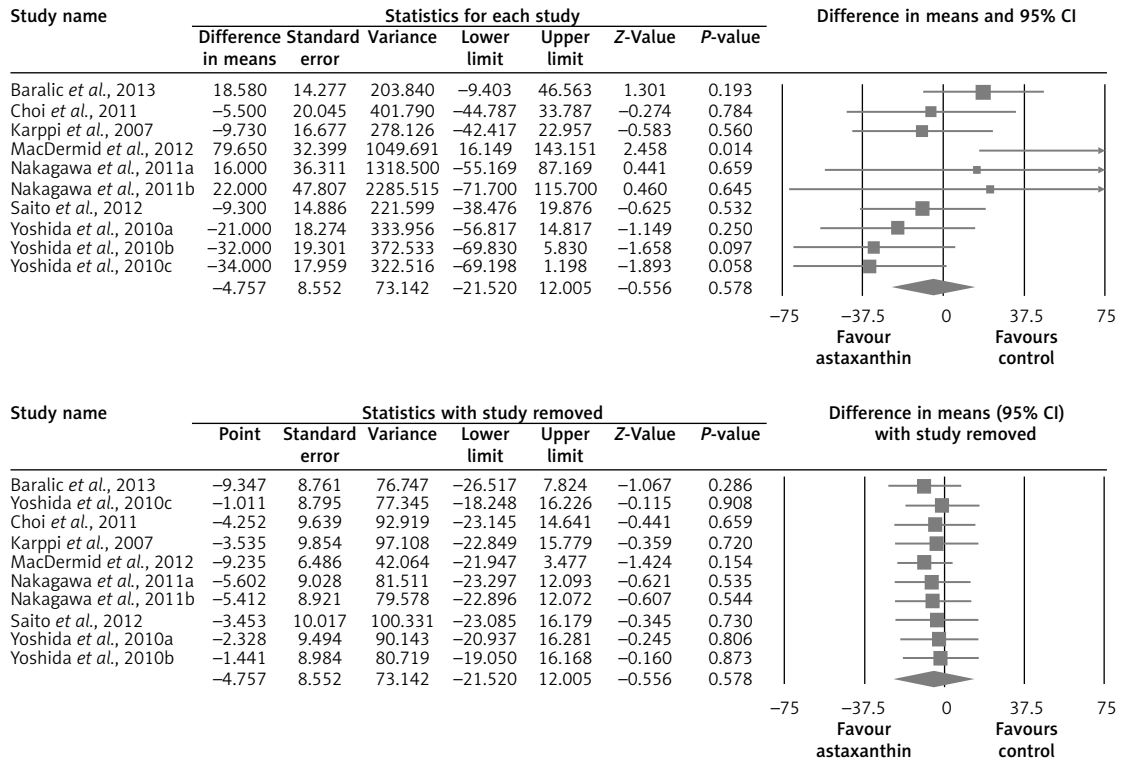 Study name Statistics for each study Difference in means and 95% CI
Difference in means Standard error Variance Lower limit Upper limit Z-Value P-value
Baralic et al., 2013 18.580 14.277 203.840 −9.403 46.563 1.301 0.193
Choi et al., 2011 −5.500 20.045 401.790 −44.787 33.787 −0.274 0.784
Karppi et al., 2007 −9.730 16.677 278.126 −42.417 22.957 −0.583 0.560
MacDermid et al., 2012 79.650 32.399 1049.691 16.149 143.151 2.458 0.014
Nakagawa et al., 2011a 16.000 36.311 1318.500 −55.169 87.169 0.441 0.659
Nakagawa et al., 2011b 22.000 47.807 2285.515 −71.700 115.700 0.460 0.645
Saito et al., 2012 −9.300 14.886 221.599 −38.476 19.876 −0.625 0.532
Yoshida et al., 2010a −21.000 18.274 333.956 −56.817 14.817 −1.149 0.250
Yoshida et al., 2010b −32.000 19.301 372.533 −69.830 5.830 −1.658 0.097
Yoshida et al., 2010c −34.000 17.959 322.516 −69.198 1.198 −1.893 0.058
−4.757 8.552 73.142 −21.520 12.005 −0.556 0.578
−75 −37.5 0 37.5 75
Favour astaxanthin Favours control
Study name Statistics with study removed Difference in means (95% CI) with study removed
Point Standard error Variance Lower limit Upper limit Z-Value P-value
Baralic et al., 2013 −9.347 8.761 76.747 −26.517 7.824 −1.067 0.286
Yoshida et al., 2010c −1.011 8.795 77.345 −18.248 16.226 −0.115 0.908
Choi et al., 2011 −4.252 9.639 92.919 −23.145 14.641 −0.441 0.659
Karppi et al., 2007 −3.535 9.854 97.108 −22.849 15.779 −0.359 0.720
MacDermid et al., 2012 −9.235 6.486 42.064 −21.947 3.477 −1.424 0.154
Nakagawa et al., 2011a −5.602 9.028 81.511 −23.297 12.093 −0.621 0.535
Nakagawa et al., 2011b −5.412 8.921 79.578 −22.896 12.072 −0.607 0.544
Saito et al., 2012 −3.453 10.017 100.331 −23.085 16.179 −0.345 0.730
Yoshida et al., 2010a −2.328 9.494 90.143 −20.937 16.281 −0.245 0.806
Yoshida et al., 2010b −1.441 8.984 80.719 −19.050 16.168 −0.160 0.873
−4.757 8.552 73.142 −21.520 12.005 −0.556 0.578
−75 −37.5 0 37.5 75
Favour astaxanthin Favours control